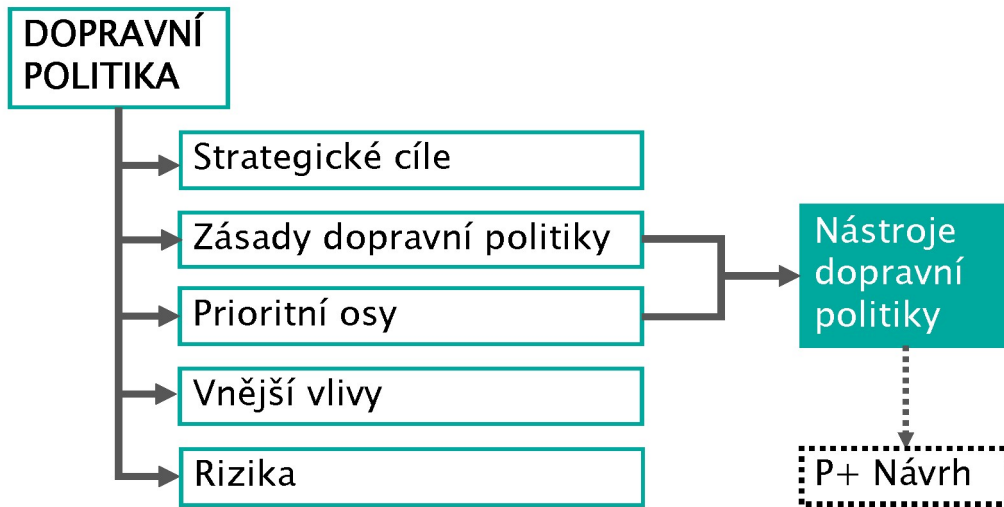 DOPRAVNÍ
POLITIKA
Strategické cíle
Zásady dopravní politiky
Prioritní osy
Vnější vlivy
Rizika
Nástroje
dopravní
politiky
P+ Návrh